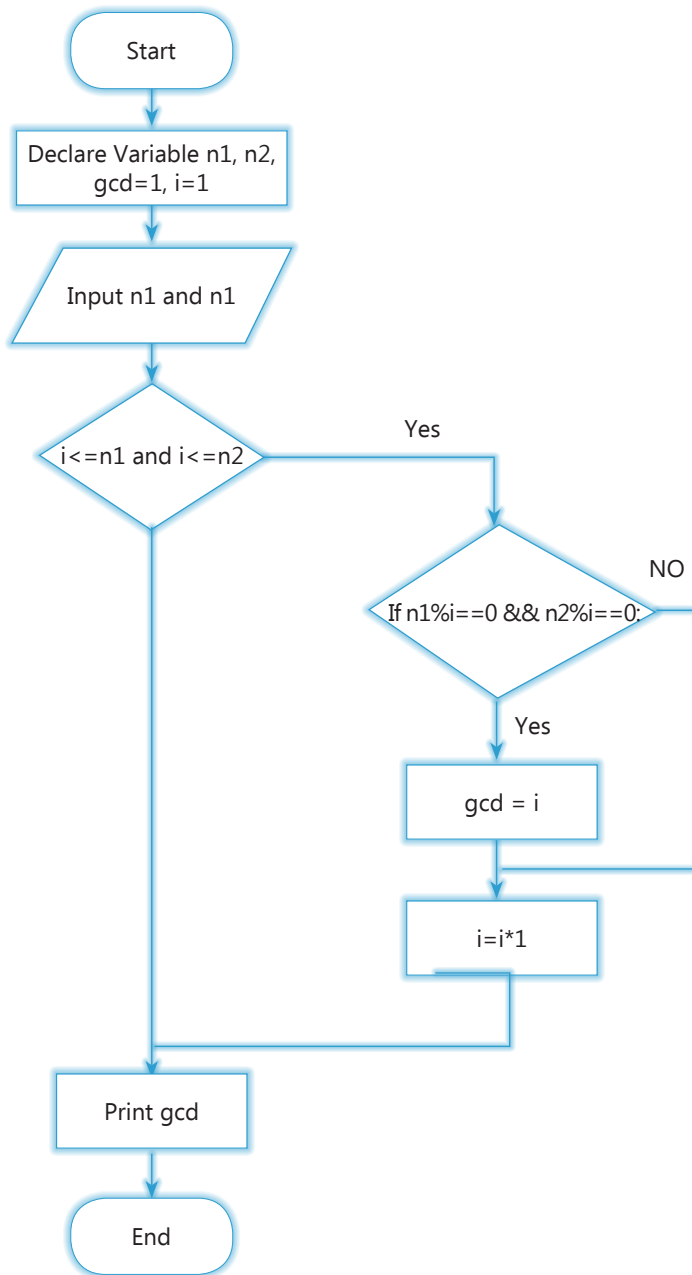 Start
Declare Variable n1, n2,
gcd=1, i=1
Input n1 and n1
i<=n1 and i<=n2
Yes
If n1%i==0 && n2%i==0:
NO
Yes
gcd = i
i=i*1
Print gcd
End